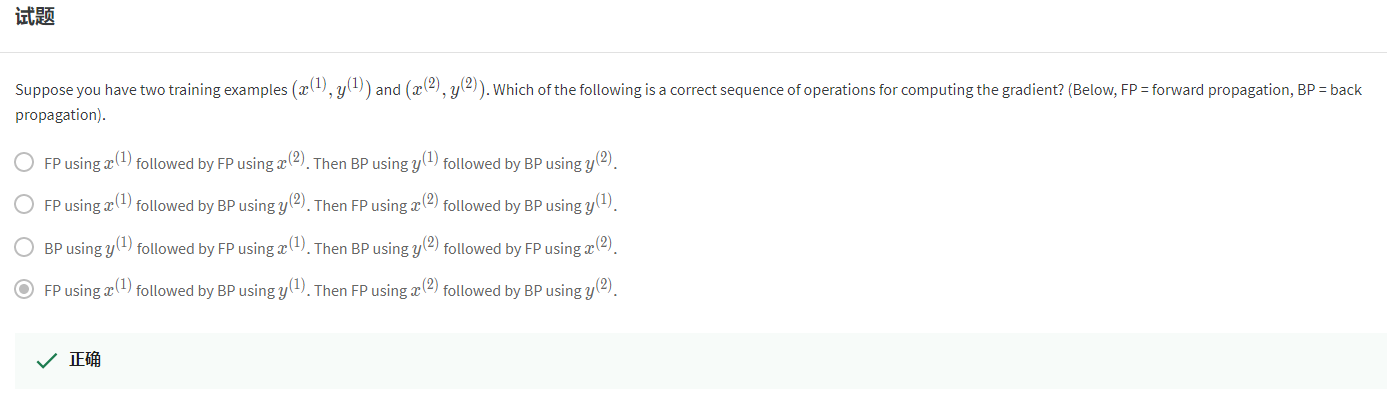 试题
Suppose you have two training examples (x^(1), y^(1)) and (x^(2), y^(2)). Which of the following is a correct sequence of operations for computing the gradient? (Below, FP = forward propagation, BP = back
propagation).
FP using x^(1) followed by FP using x^(2). Then BP using y^(1) followed by BP using y^(2).
FP using x^(1) followed by BP using y^(2). Then FP using x^(2) followed by BP using y^(1).
BP using y^(1) followed by FP using x^(1). Then BP using y^(2) followed by FP using x^(2).
FP using x^(1) followed by BP using y^(1). Then FP using x^(2) followed by BP using y^(2).
正确